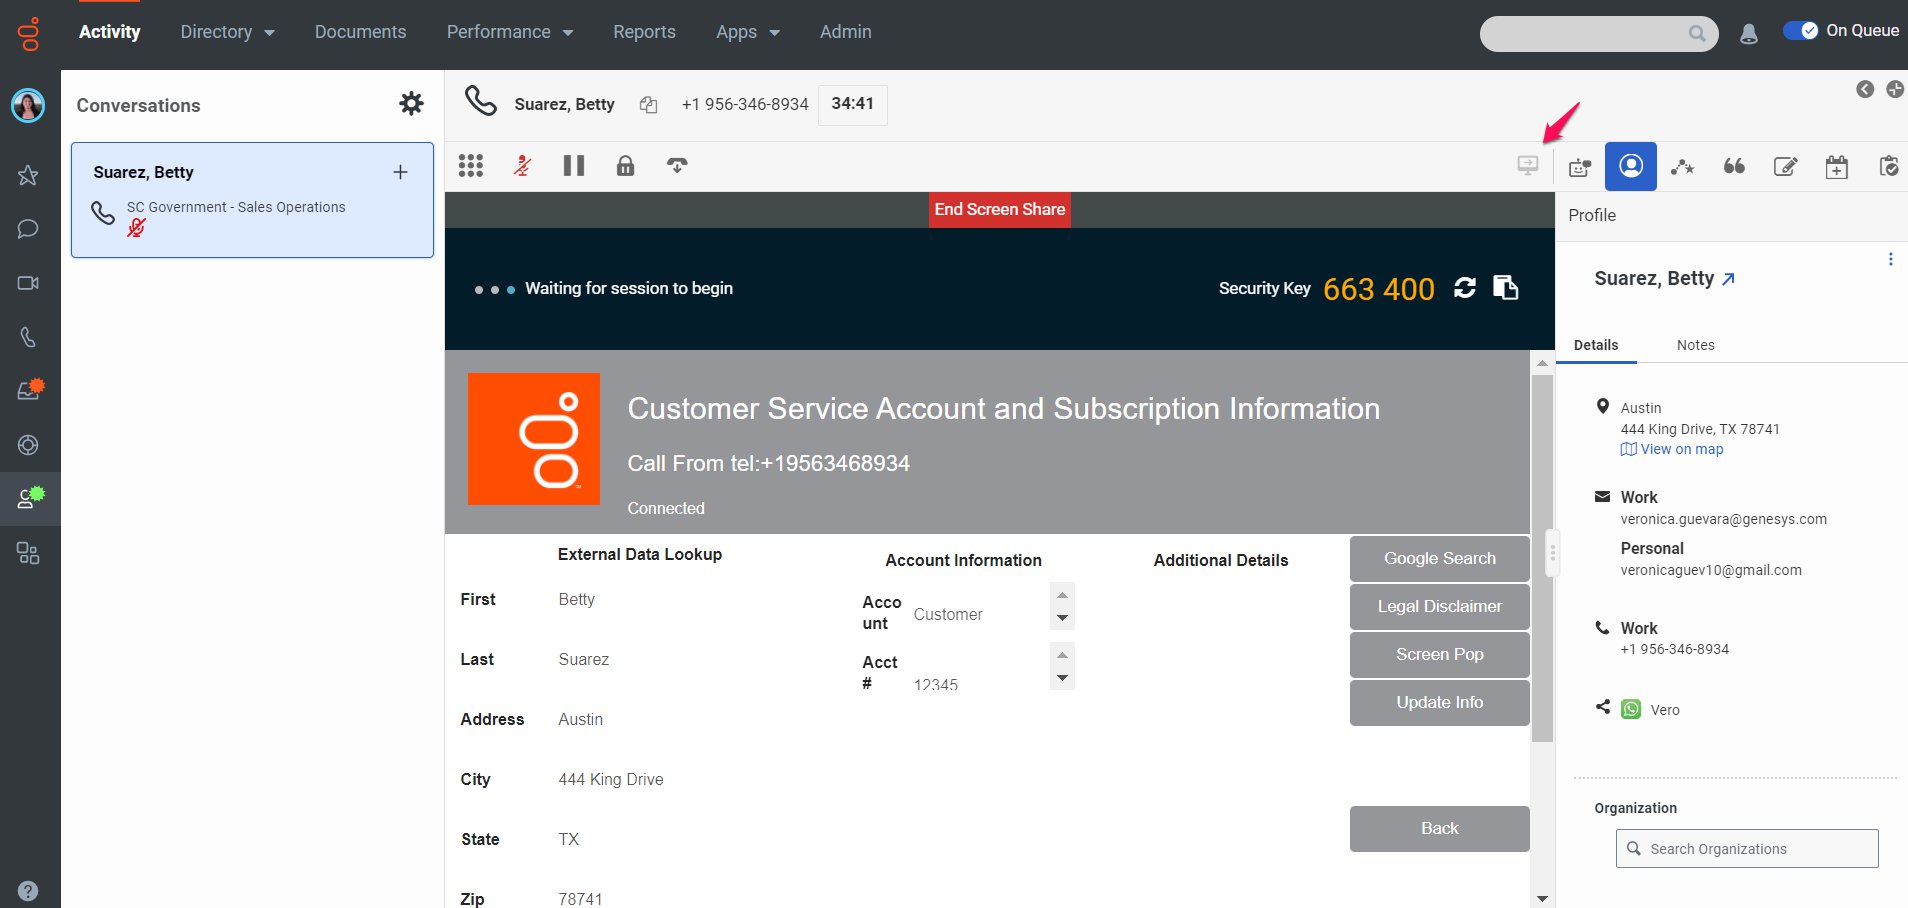 Activity
Directory
Documents
Performance
Reports
Apps
Admin
On Queue
Conversations
Suarez, Betty
SC Government - Sales Operations
Suarez, Betty
+1 956-346-8934
34:41
End Screen Share
Waiting for session to begin
Security Key
663 400
Customer Service Account and Subscription Information
Call From tel:+19563468934
Connected
External Data Lookup
First
Betty
Last
Suarez
Address
Austin
City
444 King Drive
State
TX
Zip
78741
Account Information
Acco
unt
Customer
Acct
#
12345
Additional Details
Google Search
Legal Disclaimer
Screen Pop
Update Info
Back
Profile
Suarez, Betty
Details
Notes
Austin
444 King Drive, TX 78741
View on map
Work
veronica.guevara@genesys.com
Personal
veronicaguev10@gmail.com
Work
+1 956-346-8934
Vero
Organization
Search Organizations